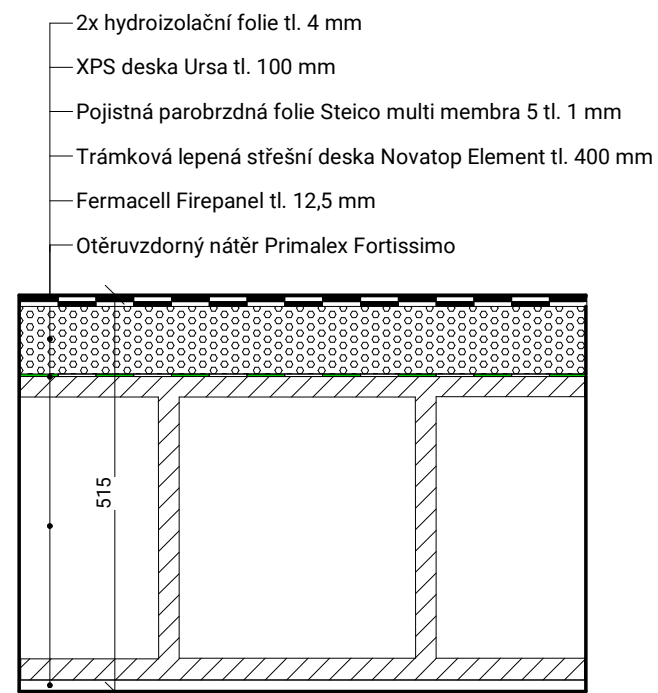 2x hydroizolační folie tl. 4 mm
XPS deska Ursa tl. 100 mm
Pojistná parobrzdná folie Steico multi membra 5 tl. 1 mm
Trámková lepená střešní deska Novatop Element tl. 400 mm
Fermacell Firepanel tl. 12,5 mm
Otěruvzdorný nátěr Primalex Fortissimo
515